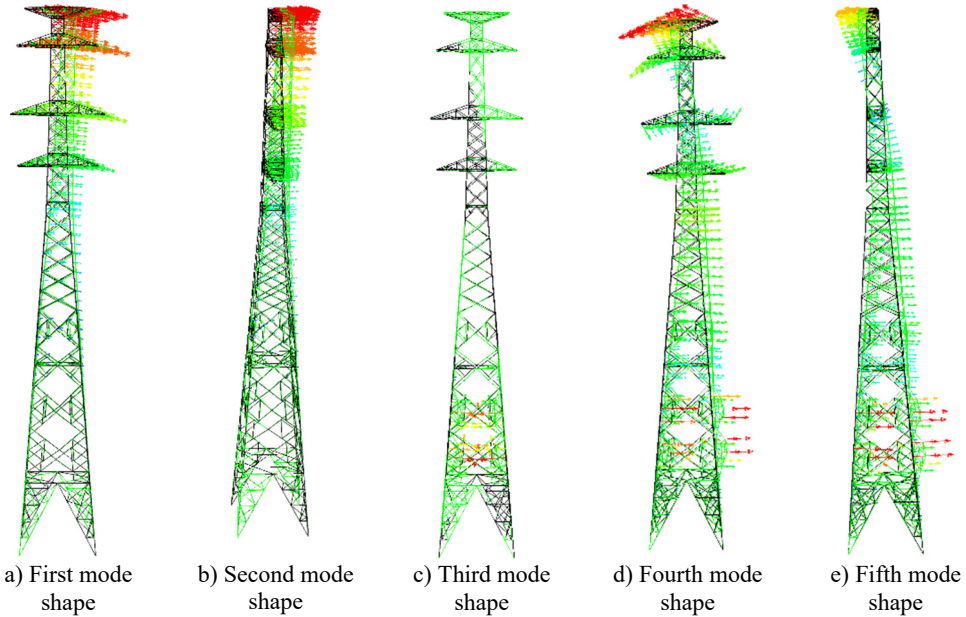 a) First mode
shape
b) Second mode
shape
c) Third mode
shape
d) Fourth mode
shape
e) Fifth mode
shape